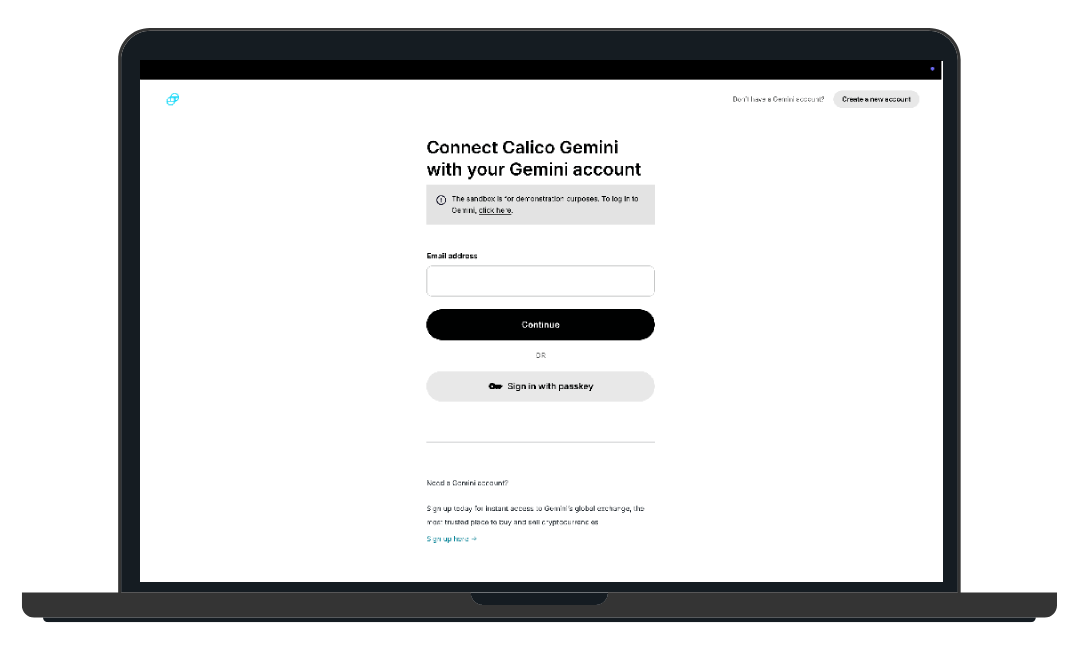 Don't have a Gemini account?
Create a new account
Connect Calico Gemini
with your Gemini account
The sandbox is for demonstration purposes. To log in to
Gemini, click here.
Email address
Continue
OR
Sign in with passkey
Need a Gemini account?
Sign up today for instant access to Gemini's global exchange, the
most trusted place to buy and sell cryptocurrencies
Sign up here →